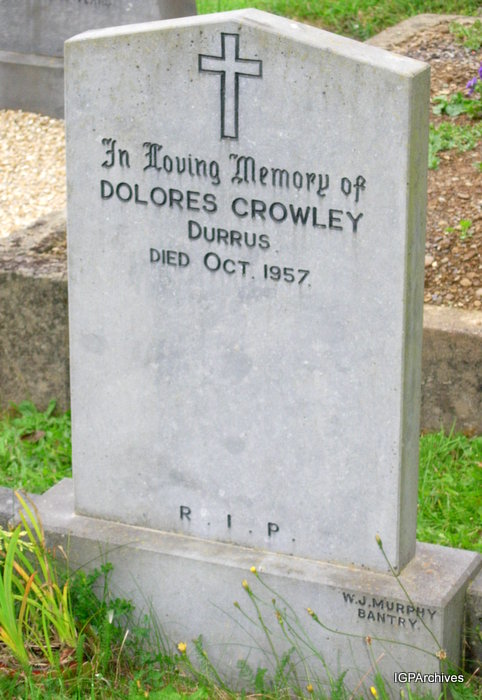 In Loving Memory of
DOLORES CROWLEY
DURRUS
DIED OCT. 1957.
R. I. P.
W.J. MURPHY
BANTRY.
IGPArchives